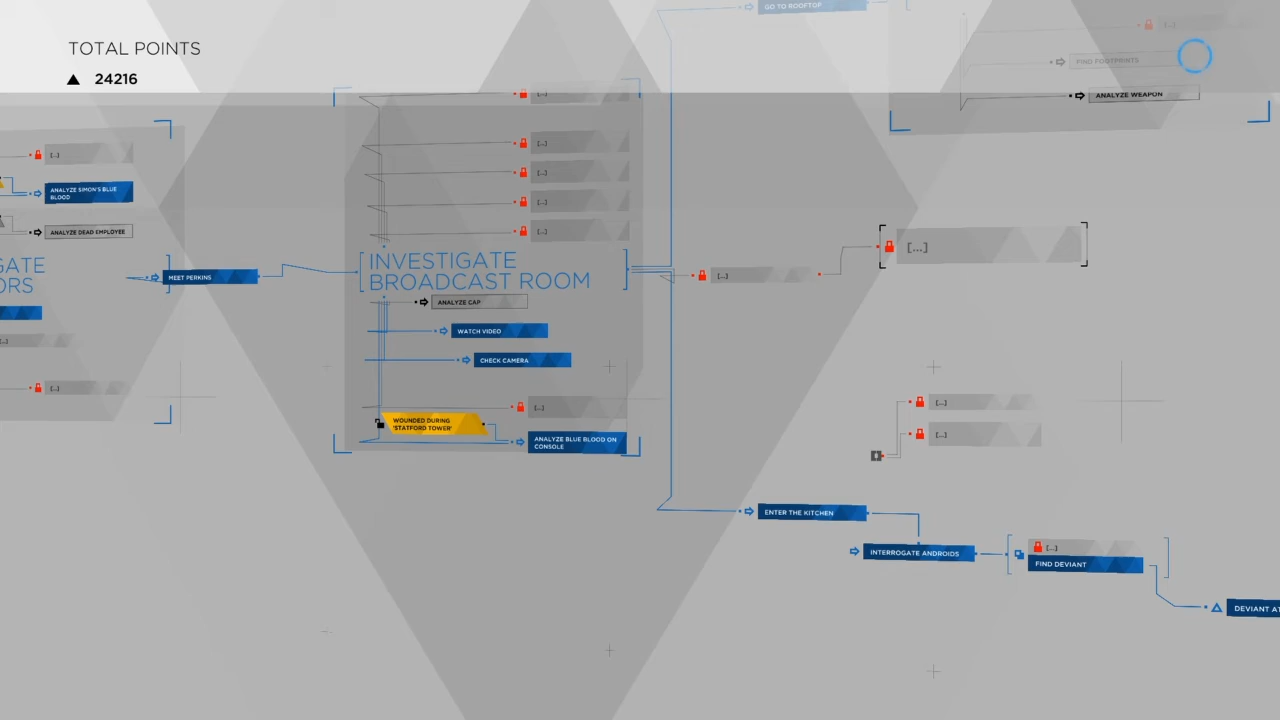 TOTAL POINTS
24216
GO TO ROOFTOP
[...]
FIND FOOTPRINTS
ANALYZE WEAPON
[...]
ANALYZE SIMON'S BLUE
BLOOD
ANALYZE DEAD EMPLOYEE
GATE
ORS
MEET PERKINS
[...]
[...]
[...]
[...]
[...]
[...]
[...]
INVESTIGATE
BROADCAST ROOM
ANALYZE CAP
WATCH VIDEO
CHECK CAMERA
[...]
WOUNDED DURING
'STATFORD TOWER'
ANALYZE BLUE BLOOD ON
CONSOLE
[...]
[...]
[...]
[...]
ENTER THE KITCHEN
INTERROGATE ANDROIDS
[...]
FIND DEVIANT
DEVIANT AT